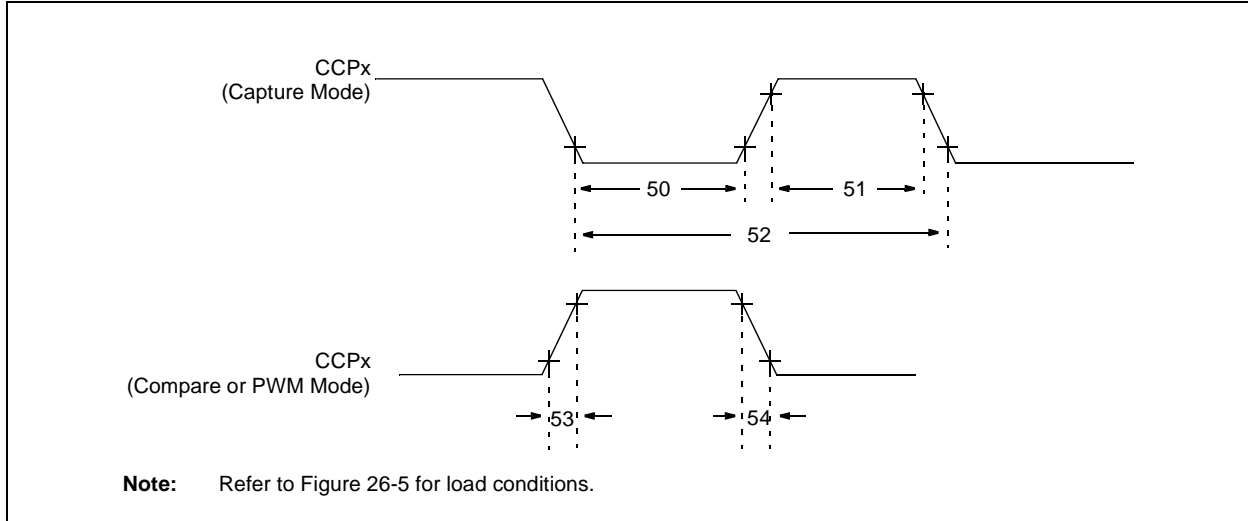 CCPx
(Capture Mode)
50
51
52
CCPx
(Compare or PWM Mode)
53
54
Note: Refer to Figure 26-5 for load conditions.